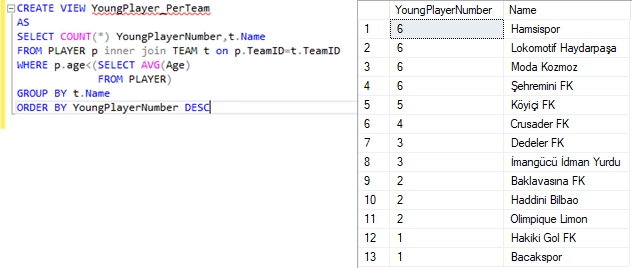 CREATE VIEW YoungPlayer_PerTeam
AS
SELECT COUNT(*) YoungPlayerNumber,t.Name
FROM PLAYER p inner join TEAM t on p.TeamID=t.TeamID
WHERE p.age<(SELECT AVG(Age)
FROM PLAYER)
GROUP BY t.Name
ORDER BY YoungPlayerNumber DESC
YoungPlayerNumber Name
1 6 Hamsispor
2 6 Lokomotif Haydarpaşa
3 6 Moda Kozmoz
4 6 Şehremini FK
5 5 Köyiçi FK
6 4 Crusader FK
7 3 Dedeler FK
8 3 İmangücü İdman Yurdu
9 2 Baklavasına FK
10 2 Haddini Bilbao
11 2 Olimpique Limon
12 1 Hakiki Gol FK
13 1 Bacakspor